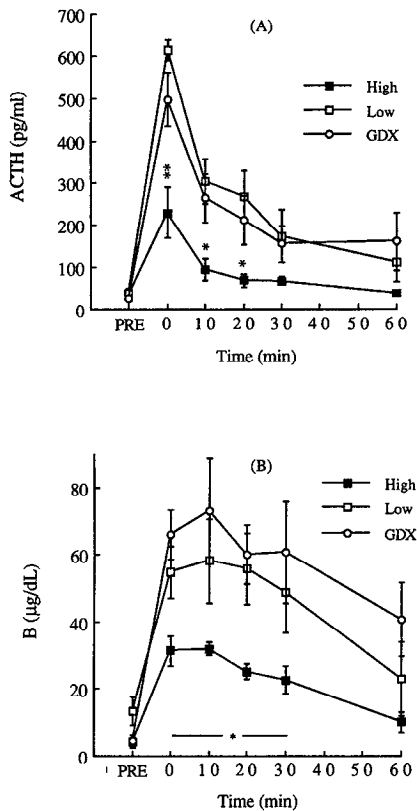 (A)
700
600
500
400
300
200
100
0
ACTH (pg/ml)
High
Low
GDX
**
*
*
PRE 0 10 20 30 40 50 60
Time (min)
(B)
80
60
40
20
0
B (μg/dL)
High
Low
GDX
*
PRE 0 10 20 30 40 50 60
Time (min)